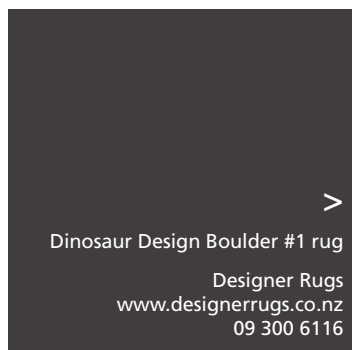 >
Dinosaur Design Boulder #1 rug
Designer Rugs
www.designerrugs.co.nz
09 300 6116